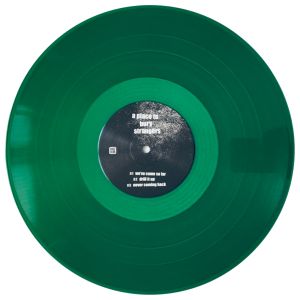 a place to
bury
strangers
we've come so far
drill it up
never coming back